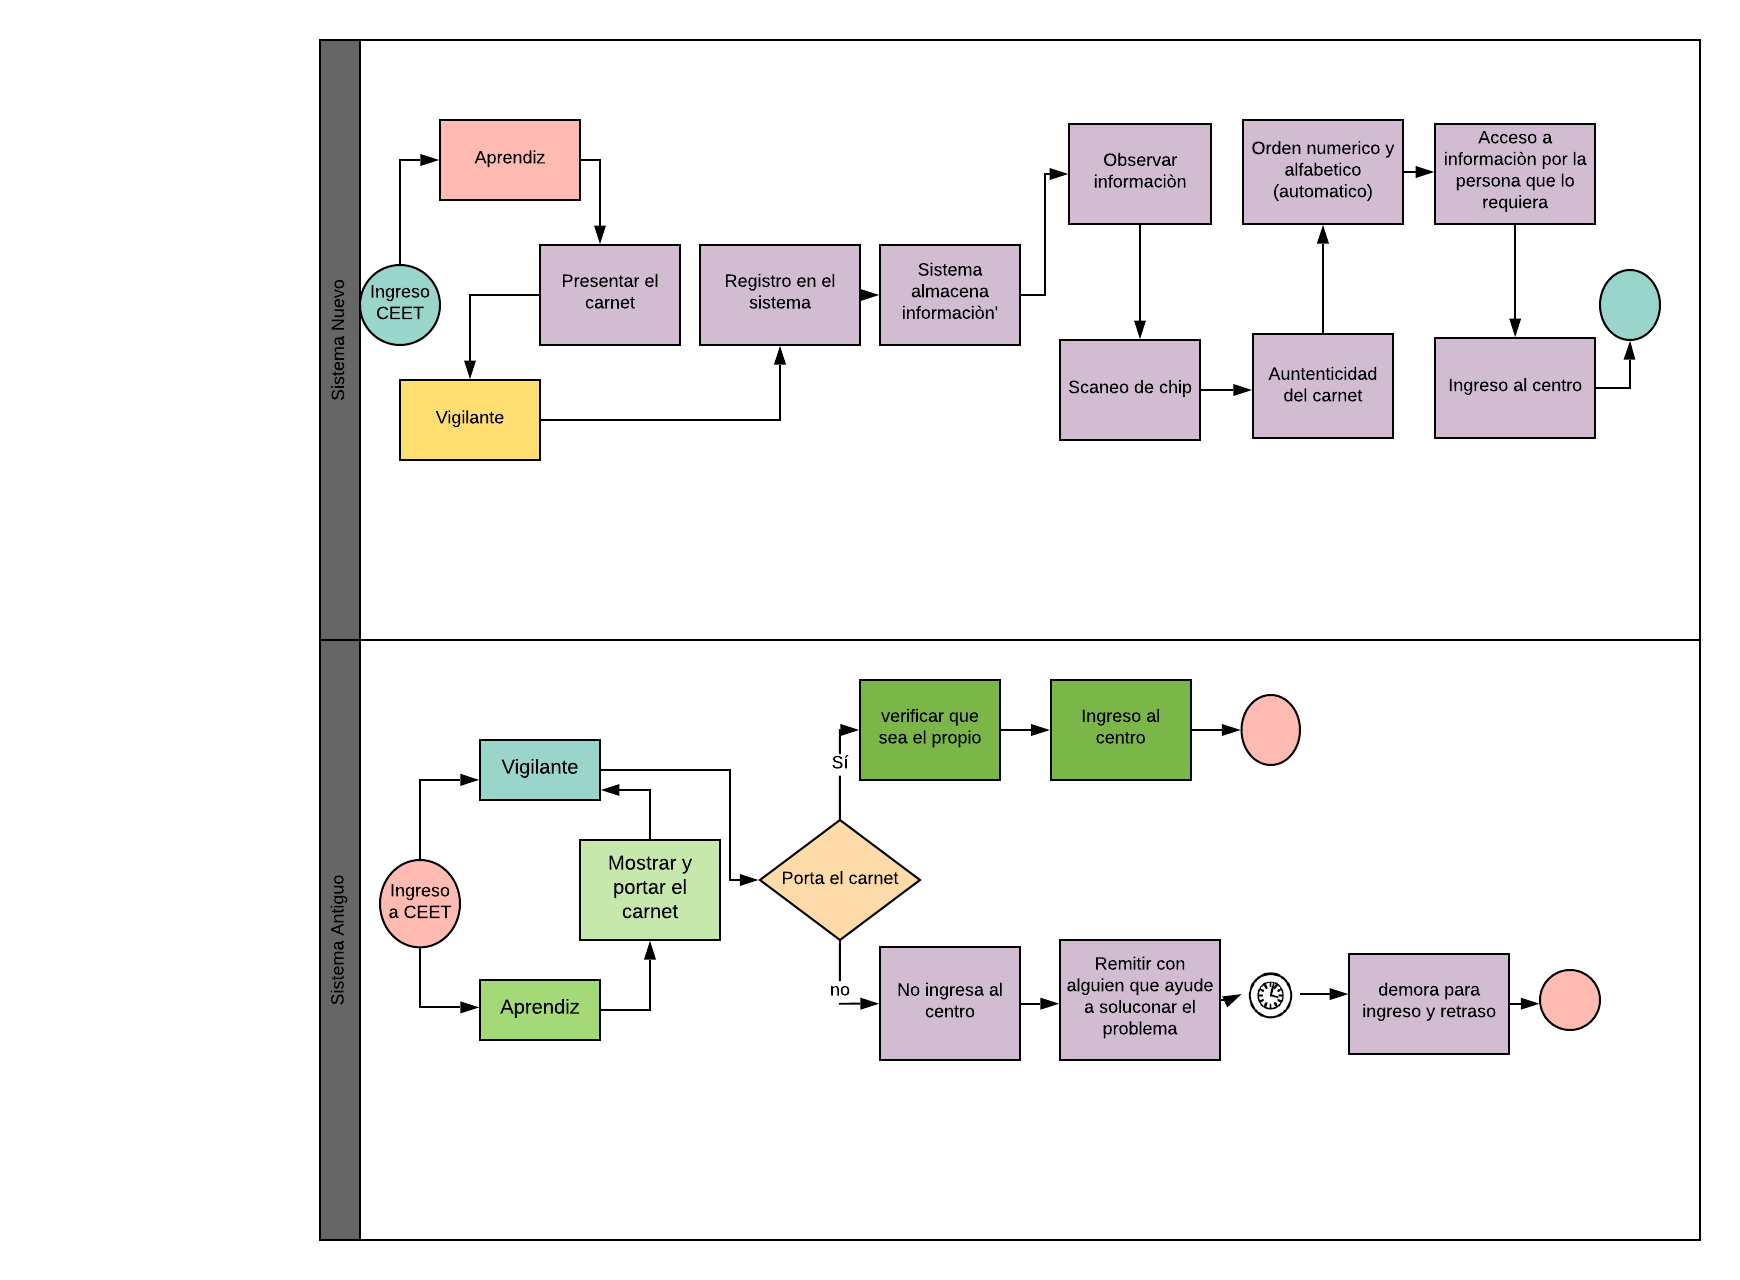 Sistema Nuevo
Aprendiz
Ingreso
CEET
Presentar el
carnet
Vigilante
Registro en el
sistema
Sistema
almacena
informaciòn'
Observar
informaciòn
Scaneo de chip
Auntenticidad
del carnet
Orden numerico y
alfabetico
(automatico)
Acceso a
informaciòn por la
persona que lo
requiera
Ingreso al centro
Sistema Antiguo
Ingreso
a CEET
Vigilante
Aprendiz
Mostrar y
portar el
carnet
Porta el carnet
Sí
verificar que
sea el propio
Ingreso al
centro
no
No ingresa al
centro
Remitir con
alguien que ayude
a soluconar el
problema
demora para
ingreso y retraso